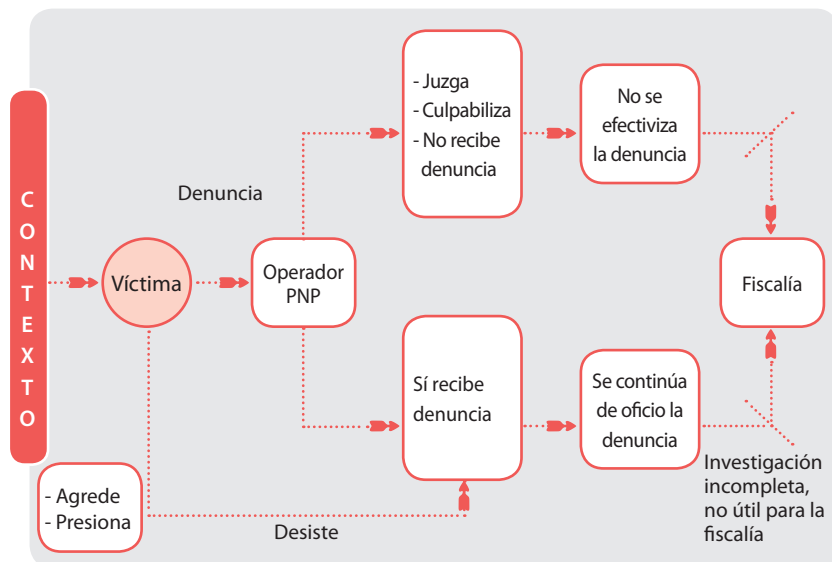 CONTEXTO
- Agrede
- Presiona
Víctima
Denuncia
Operador
PNP
- Juzga
- Culpabiliza
- No recibe
denuncia
No se
efectiviza
la denuncia
Sí recibe
denuncia
Se continúa
de oficio la
denuncia
Desiste
Fiscalía
Investigación
incompleta,
no útil para la
fiscalía